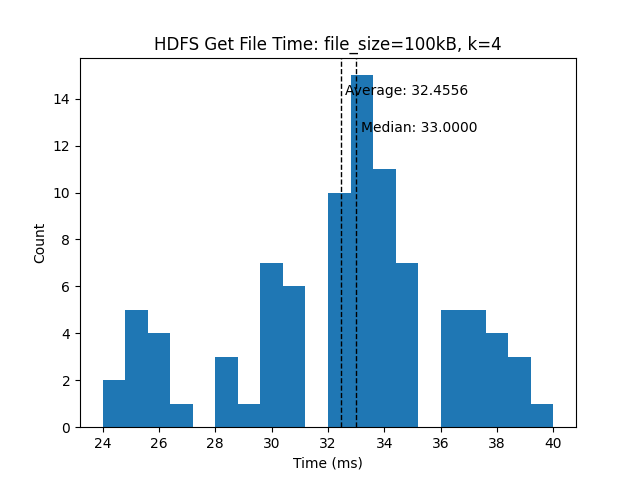 HDFS Get File Time: file_size=100kB, k=4
Average: 32.4556
Median: 33.0000
14
12
10
8
6
4
2
0
Count
24 26 28 30 32 34 36 38 40
Time (ms)